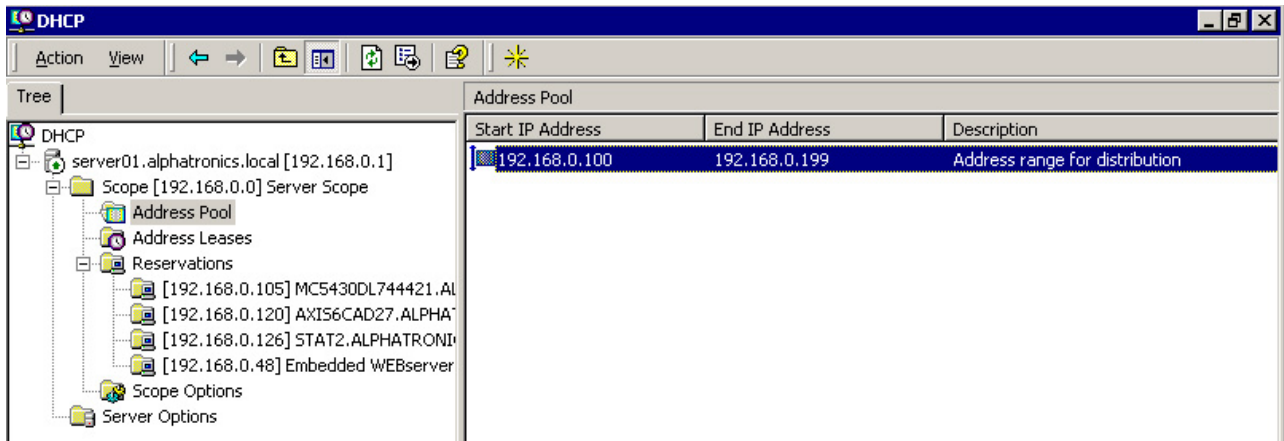 DHCP
Action View
Tree
Address Pool
DHCP
Start IP Address End IP Address Description
server01.alphatronics.local [192.168.0.1]
192.168.0.100 192.168.0.199 Address range for distribution
Scope [192.168.0.0] Server Scope
Address Pool
Address Leases
Reservations
[192.168.0.105] MC5430DL744421.AL
[192.168.0.120] AXIS6CAD27.ALPHAT
[192.168.0.126] STAT2.ALPHATRONI
[192.168.0.48] Embedded WEBserver
Scope Options
Server Options